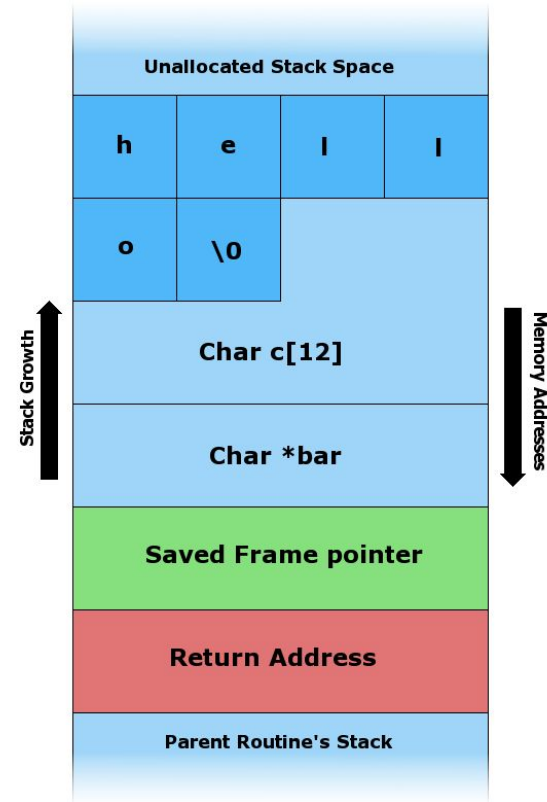 Unallocated Stack Space
h e l l
o \0
Char c[12]
Stack Growth
Memory Addresses
Char *bar
Saved Frame pointer
Return Address
Parent Routine's Stack